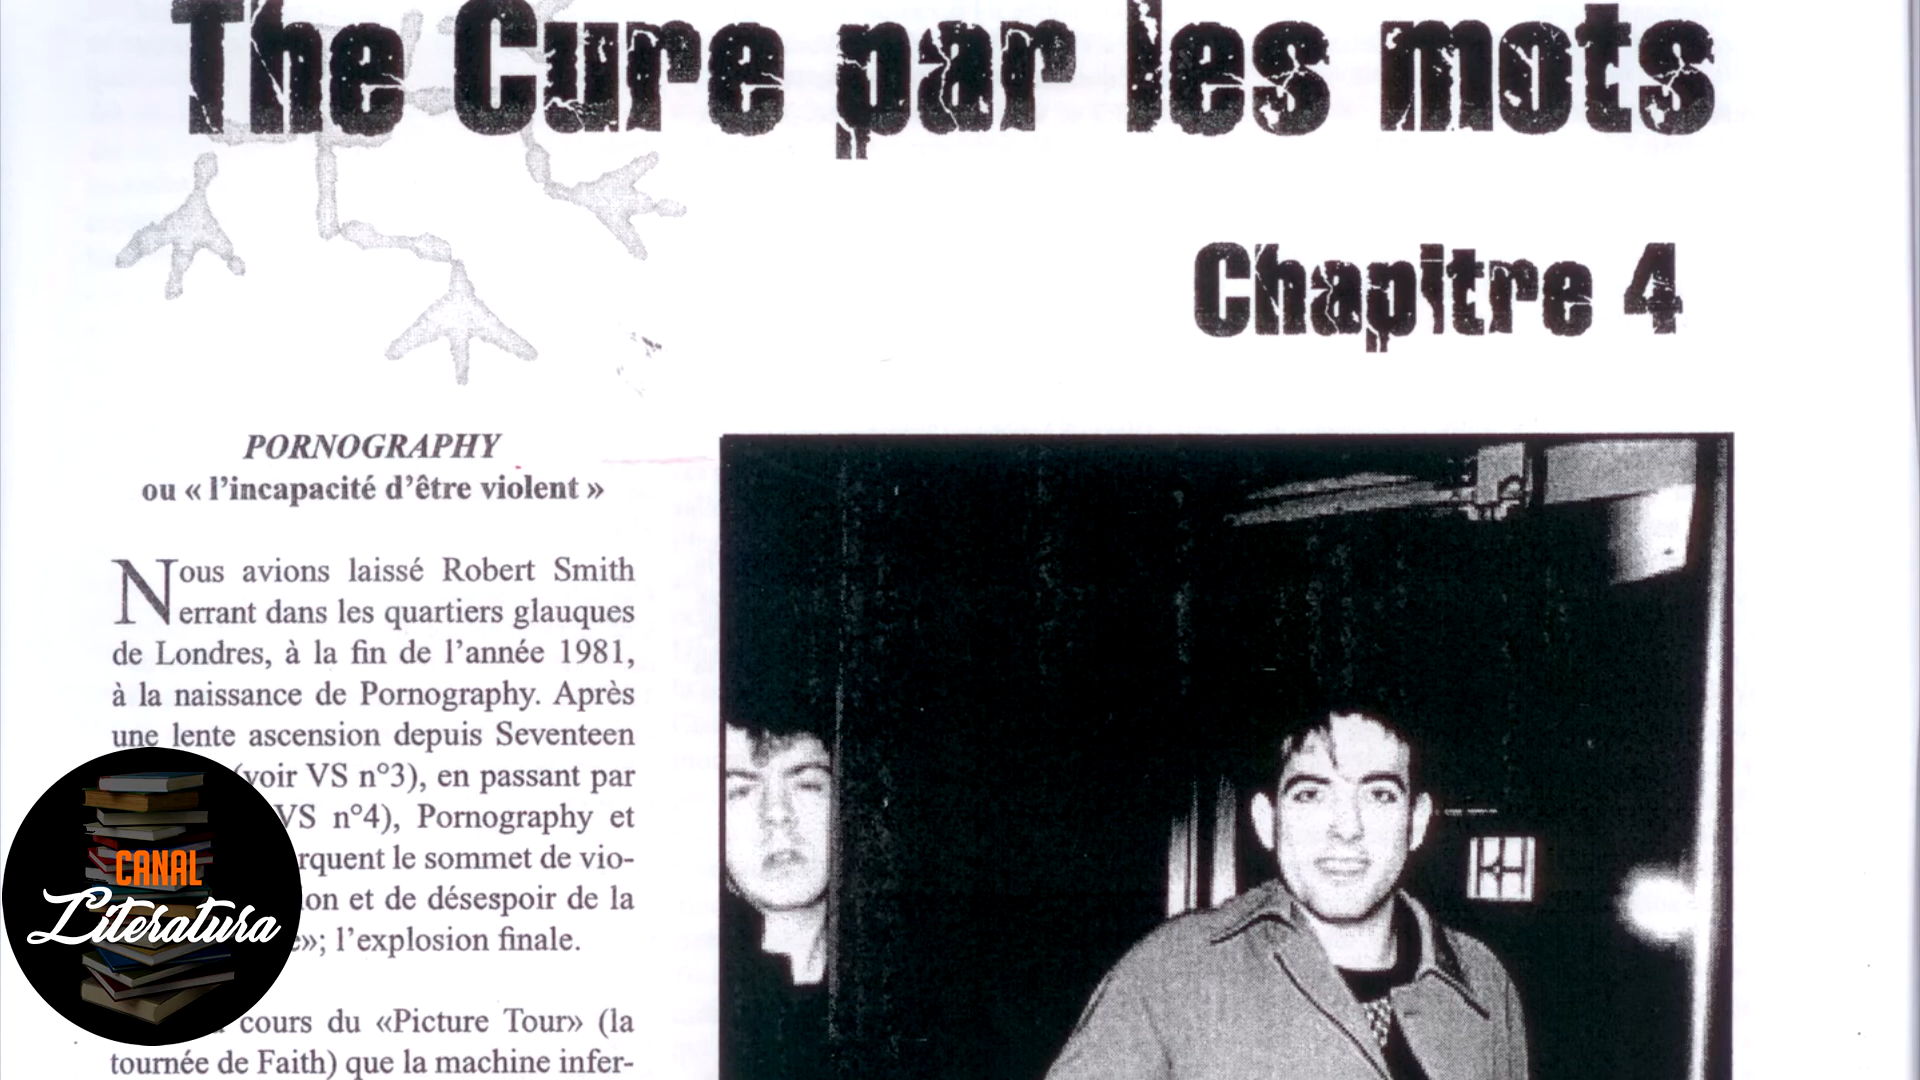 The Cure par les mots
Chapitre 4
PORNOGRAPHY
ou « l’incapacité d’être violent »
Nous avions laissé Robert Smith
errant dans les quartiers glauques
de Londres, à la fin de l’année 1981,
à la naissance de Pornography. Après
une lente ascension depuis Seventeen
(voir VS n°3), en passant par
VS n°4), Pornography et
rquent le sommet de vio-
on et de désespoir de la
e»; l’explosion finale.
cours du «Picture Tour» (la
tournée de Faith) que la machine infer-
CANAL
Literatura